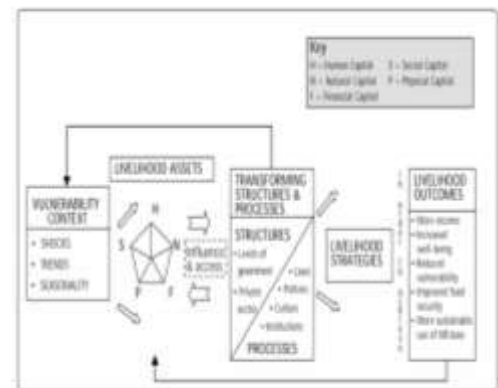 Key
H – Human Capital S – Social Capital
N – Natural Capital P – Physical Capital
F – Financial Capital
LIVELIHOOD ASSETS
VULNERABILITY
CONTEXT
• SHOCKS
• TRENDS
• SEASONALITY
H
S
N
P
F
Influence
& access
TRANSFORMING
STRUCTURES &
PROCESSES
STRUCTURES
• Levels of
government
• Private
sector
• Laws
• Policies
• Culture
• Institutions
PROCESSES
LIVELIHOOD
STRATEGIES
LIVELIHOOD
OUTCOMES
• More income
• Increased
well-being
• Reduced
vulnerability
• Improved food
security
• More sustainable
use of NR base